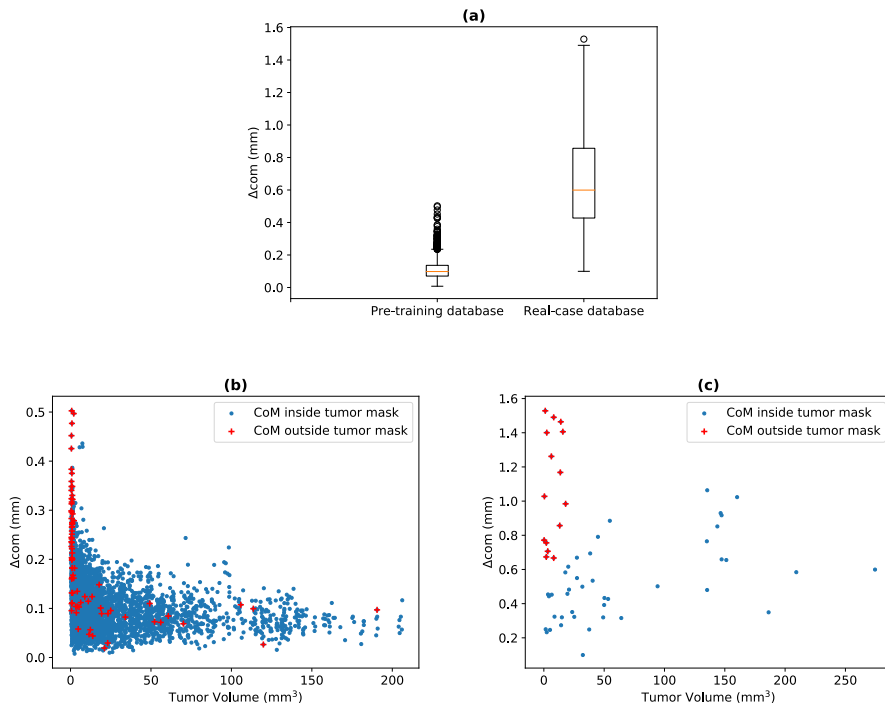 (a)
Δcom (mm)
1.6
1.4
1.2
1.0
0.8
0.6
0.4
0.2
0.0
Pre-training database
Real-case database
(b)
Δcom (mm)
0.5
0.4
0.3
0.2
0.1
0.0
CoM inside tumor mask
CoM outside tumor mask
0
50
100
150
200
Tumor Volume (mm³)
(c)
Δcom (mm)
1.6
1.4
1.2
1.0
0.8
0.6
0.4
0.2
CoM inside tumor mask
CoM outside tumor mask
0
50
100
150
200
250
Tumor Volume (mm³)